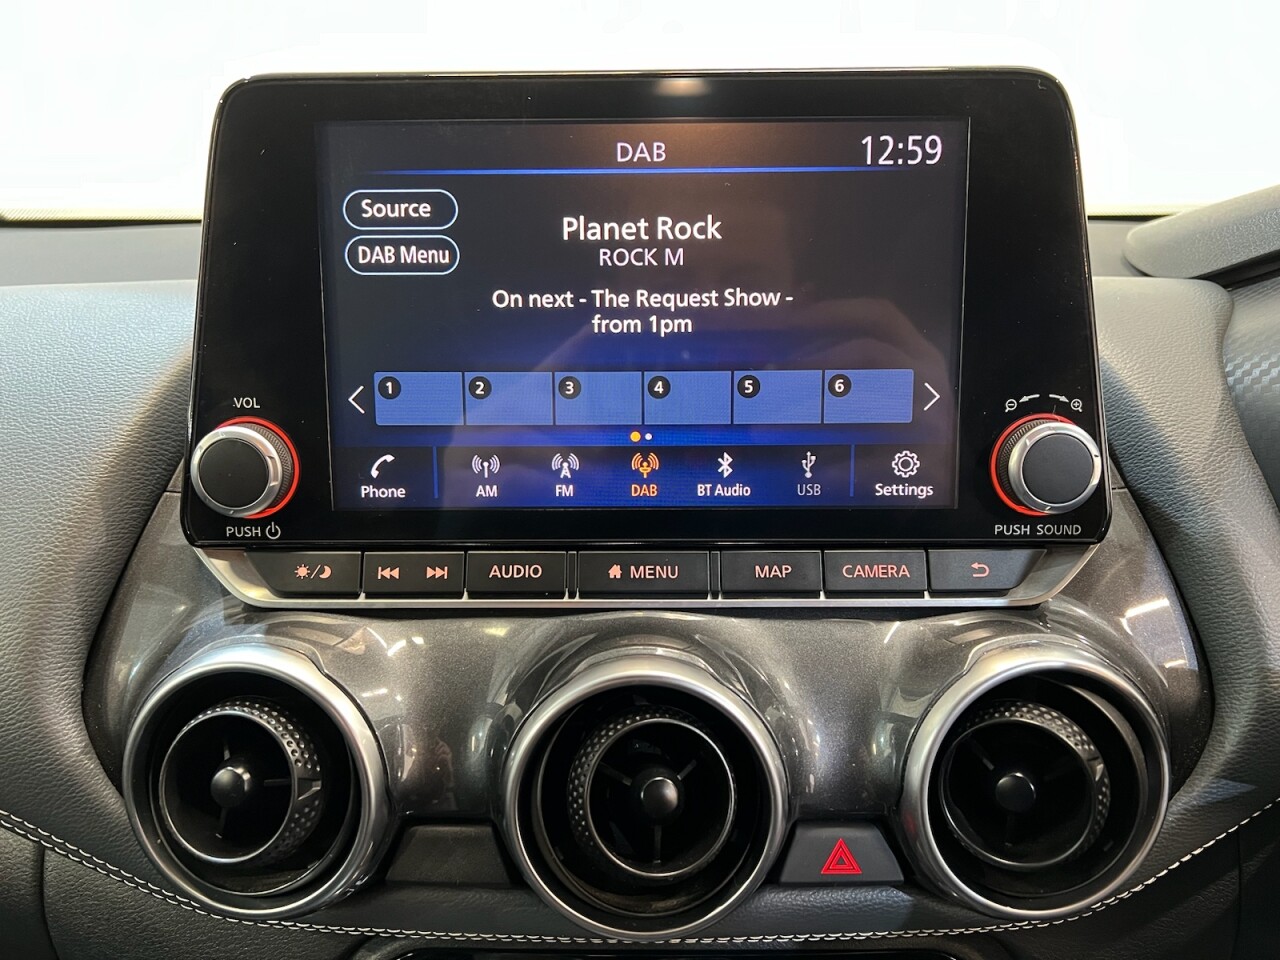 DAB
12:59
Source
DAB Menu
Planet Rock
ROCK M
On next - The Request Show -
from 1pm
1 2 3 4 5 6
Phone AM FM DAB BT Audio USB Settings
VOL
PUSH
PUSH SOUND
AUDIO MENU MAP CAMERA